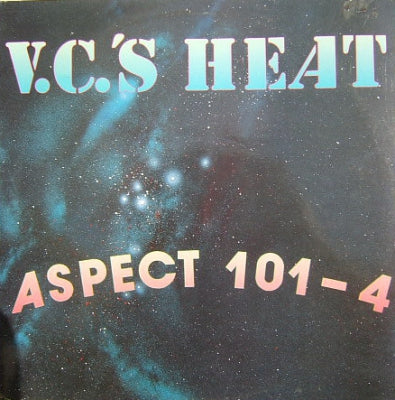 V.C.'S HEAT
ASPECT 101-4